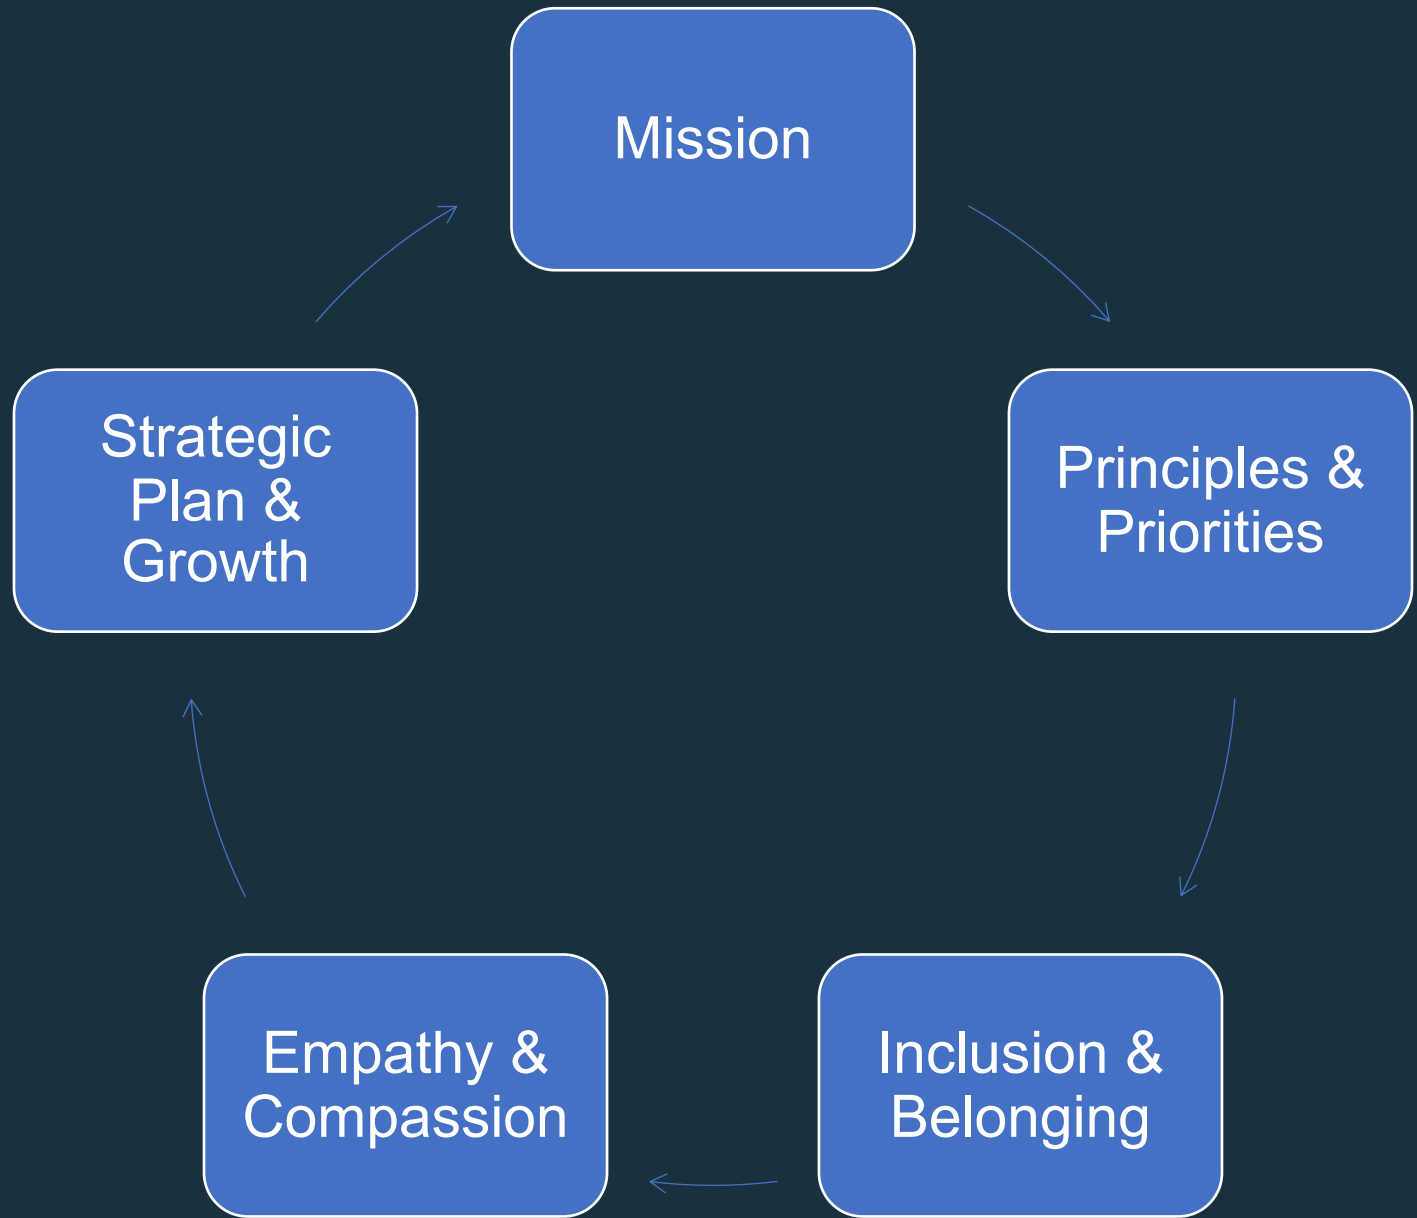 Mission
Principles &
Priorities
Inclusion &
Belonging
Empathy &
Compassion
Strategic
Plan &
Growth